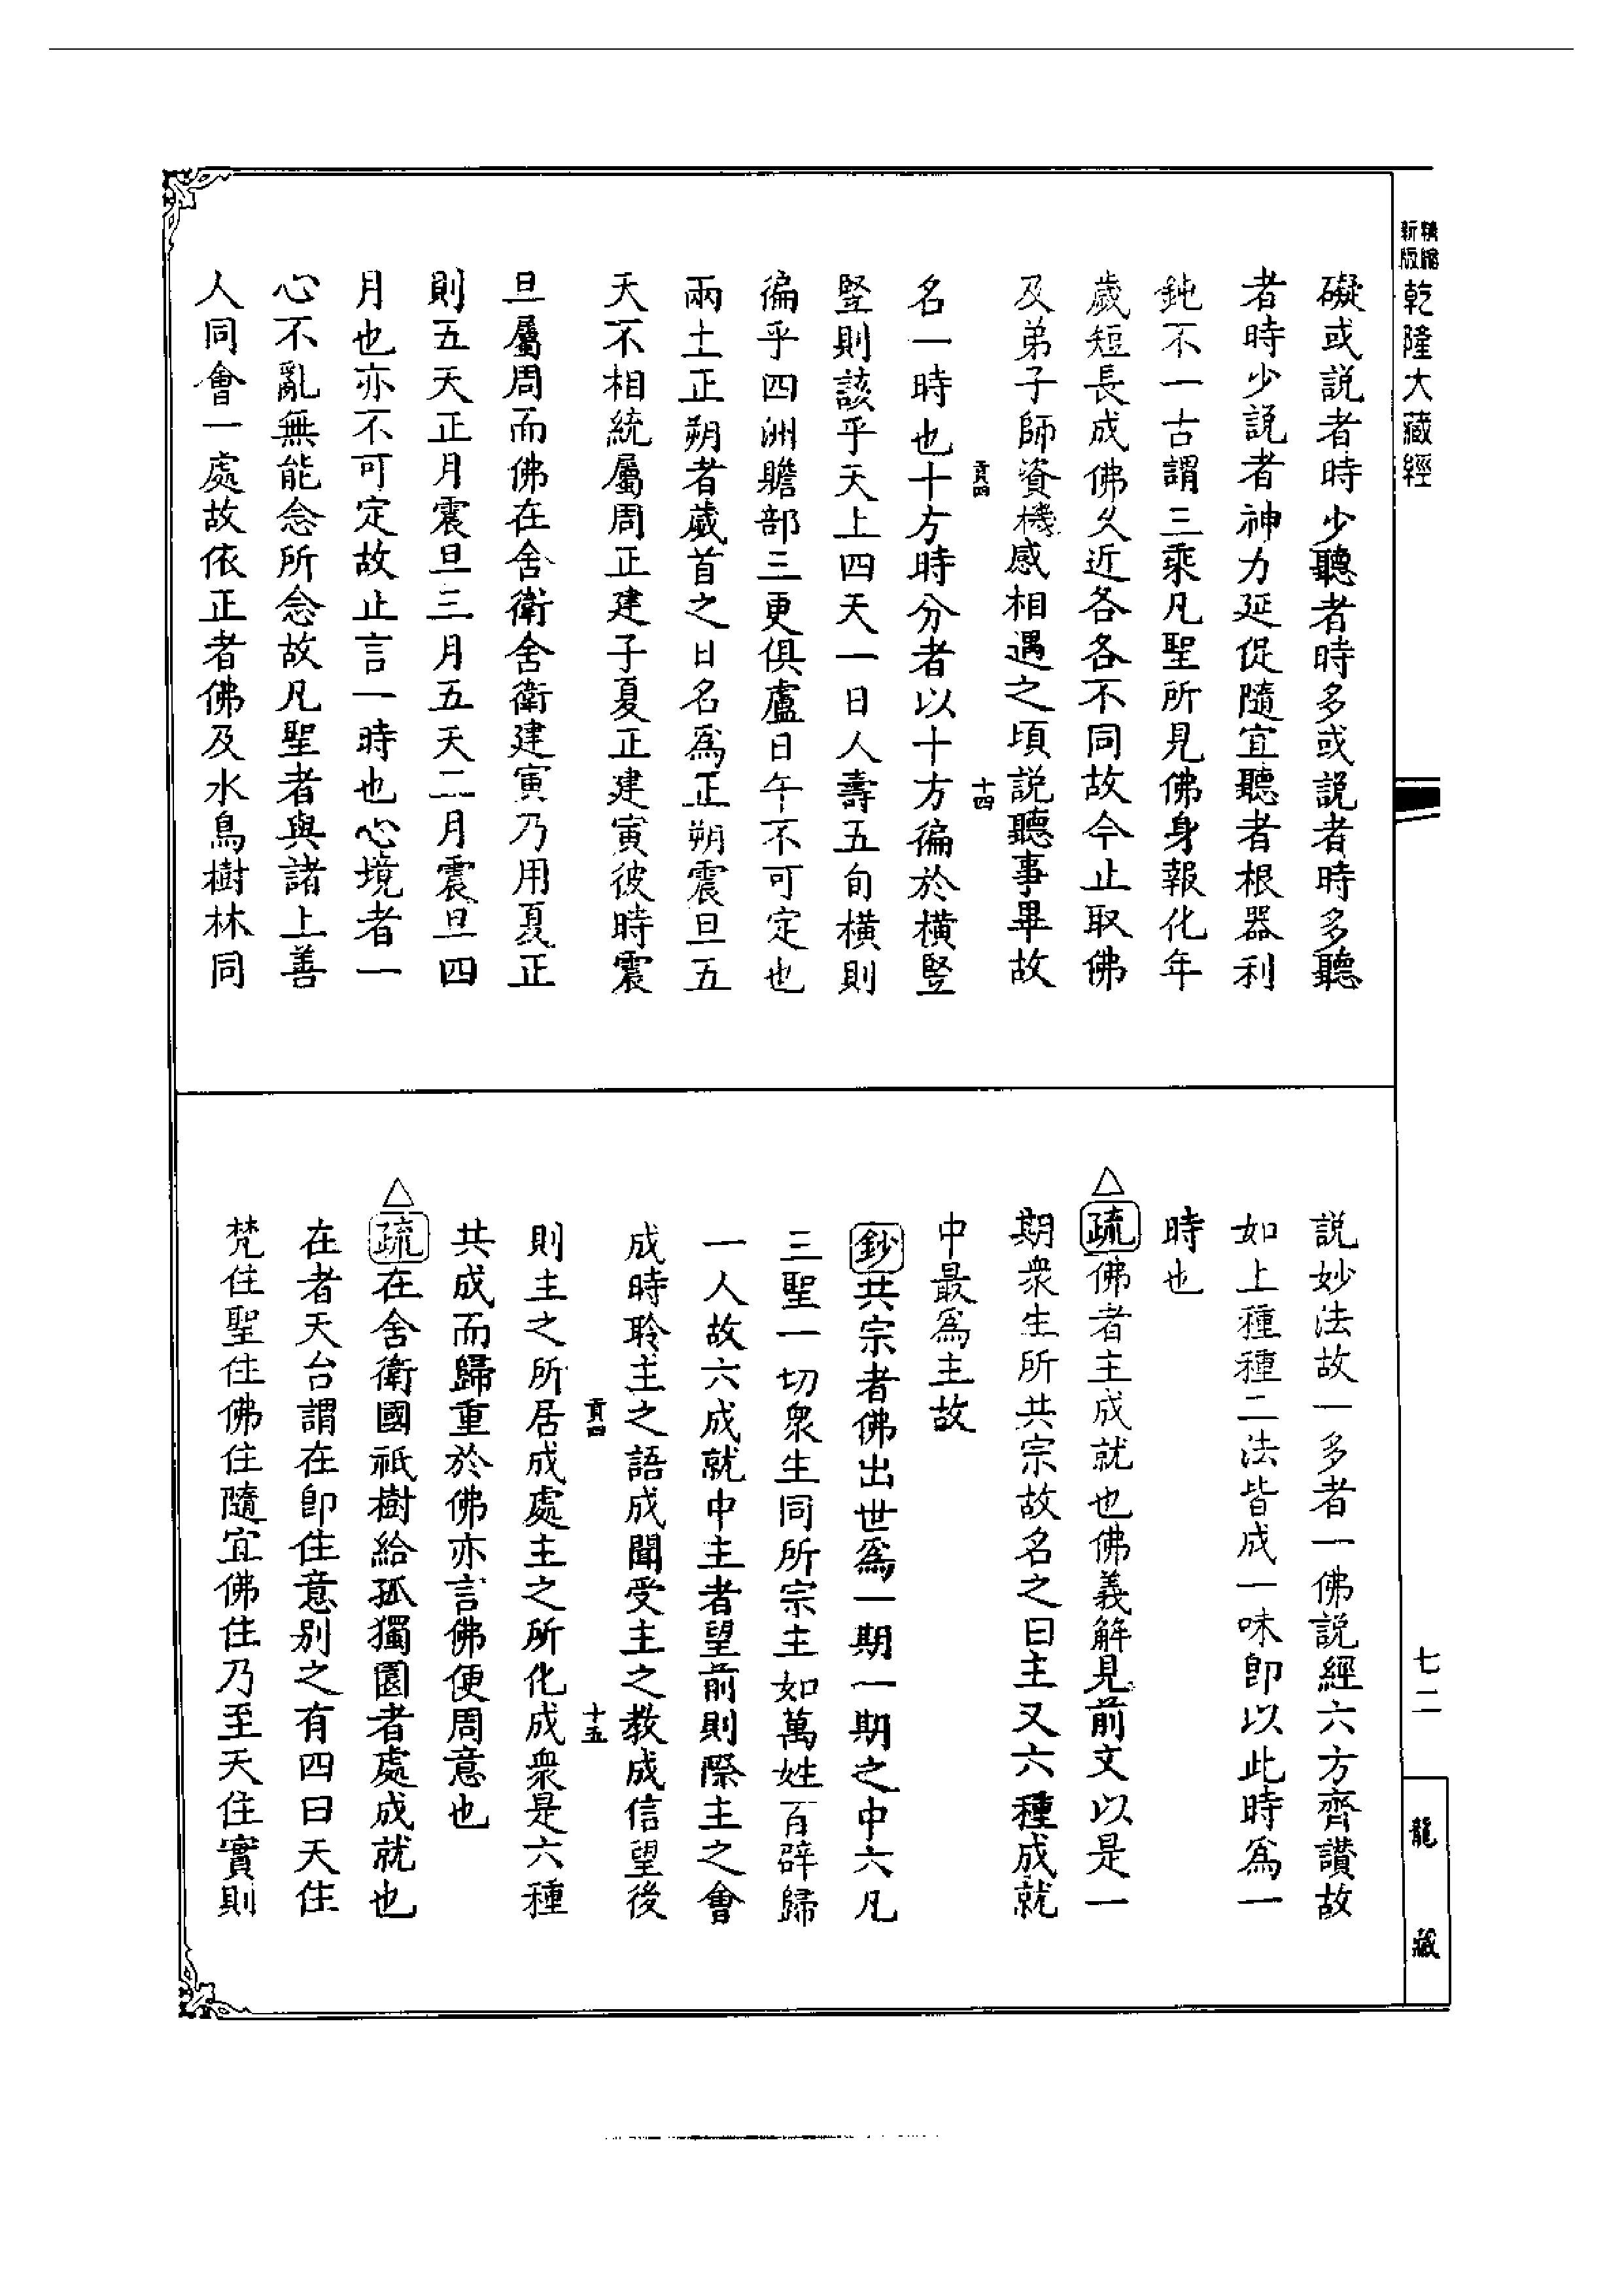 精縮
新版
乾隆大藏經
礙或説者時少聽者時多或説者時多聽
者時少説者神力延促隨宜聽者根器利
鈍不一古謂三乘凡聖所見佛身報化年
歲短長成佛久近各各不同故今止取佛
及弟子師資機感相遇之頃説聽事畢故
貢四
十四
名一時也十方時分者以十方徧於橫竪
竪則該乎天上四天一日人壽五旬橫則
徧乎四洲贍部三更俱盧日午不可定也
兩土正朔者歲首之日名爲正朔震旦五
天不相統屬周正建子夏正建寅彼時震
旦屬周而佛在舍衛舍衛建寅乃用夏正
則五天正月震旦三月五天二月震旦四
月也亦不可定故止言一時也心境者一
心不亂無能念所念故凡聖者與諸上善
人同會一處故依正者佛及水鳥樹林同
説妙法故一多者一佛説經六方齊讃故
如上種種二法皆成一味即以此時爲一
時也
△疏佛者主成就也佛義解見前文以是一
期衆生所共宗故名之曰主又六種成就
中最爲主故
鈔共宗者佛出世爲一期一期之中六凡
三聖一切衆生同所宗主如萬姓百辟歸
一人故六成就中主者望前則際主之會
成時聆主之語成聞受主之教成信望後
貢四
十五
則主之所居成處主之所化成衆是六種
共成而歸重於佛亦言佛便周意也
△疏在舍衛國祇樹給孤獨園者處成就也
在者天台謂在即住意别之有四曰天住
梵住聖住佛住隨宜佛住乃至天住實則
七二
龍藏